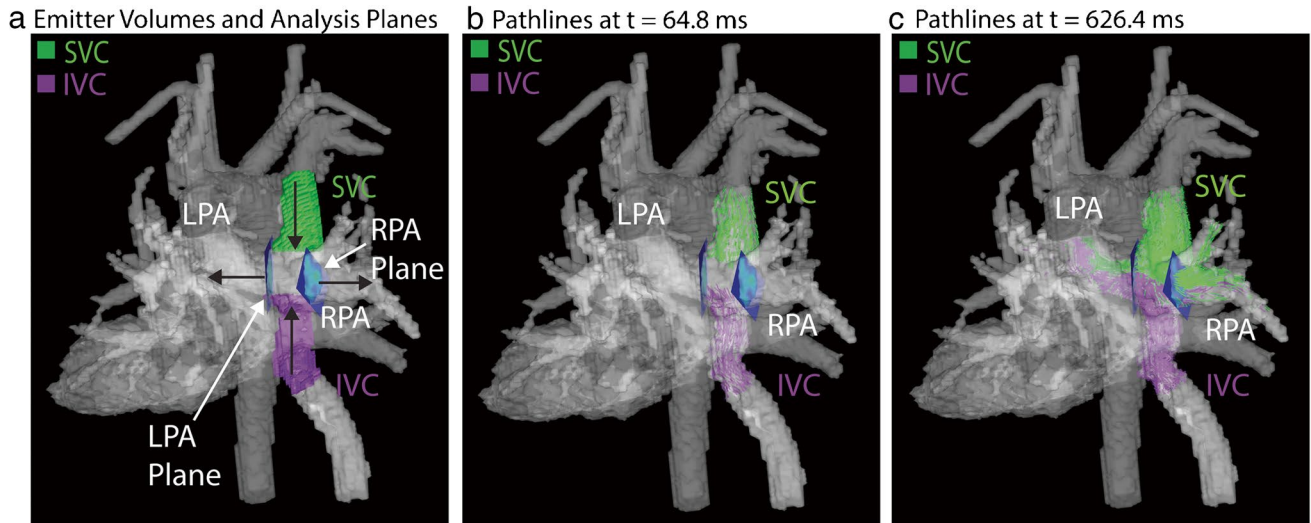 a Emitter Volumes and Analysis Planes
SVC
IVC
SVC
LPA
RPA
Plane
RPA
IVC
LPA
Plane
b Pathlines at t = 64.8 ms
SVC
IVC
SVC
LPA
RPA
IVC
c Pathlines at t = 626.4 ms
SVC
IVC
SVC
LPA
RPA
IVC